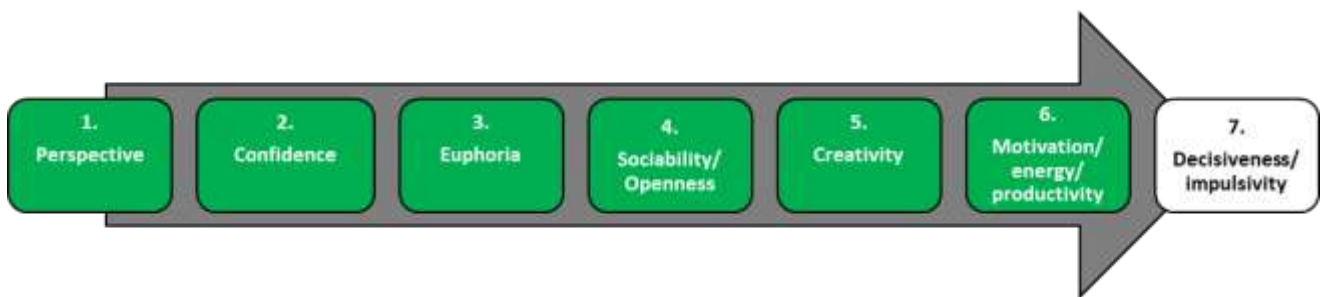 1.
Perspective
2.
Confidence
3.
Euphoria
4.
Sociability/
Openness
5.
Creativity
6.
Motivation/
energy/
productivity
7.
Decisiveness/
impulsivity